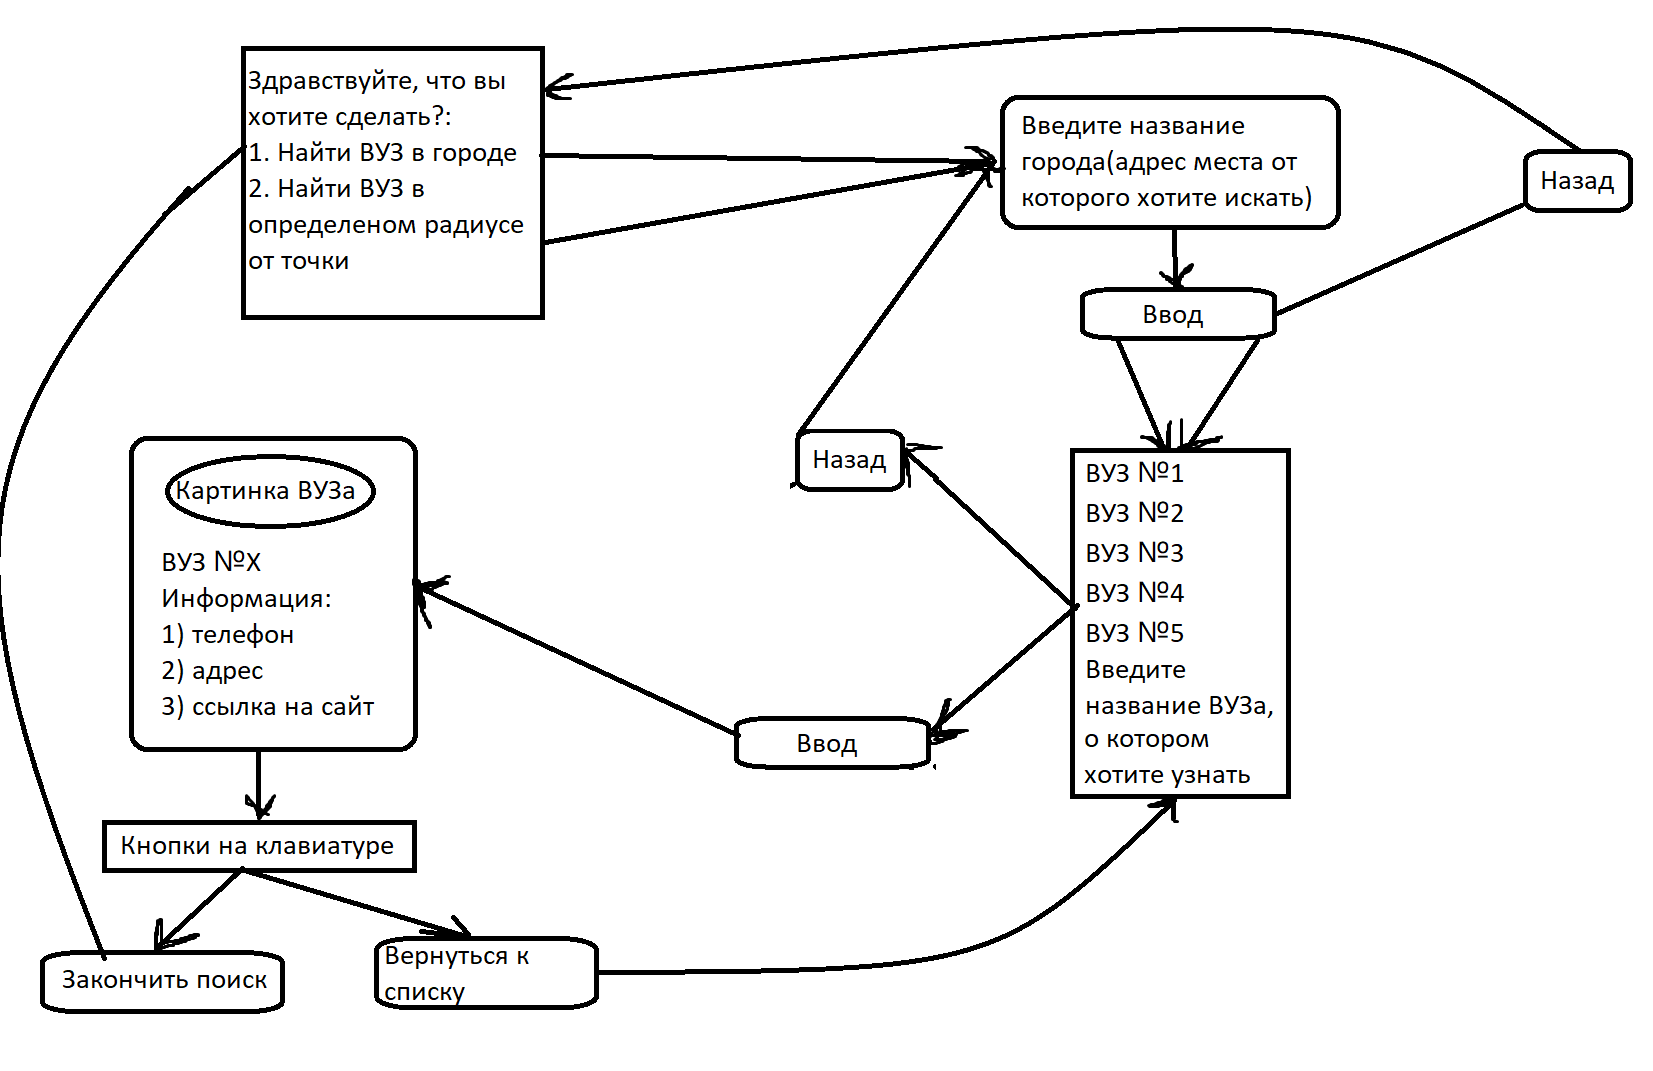 Здравствуйте, что вы
хотите сделать?:
1. Найти ВУЗ в городе
2. Найти ВУЗ в
определеном радиусе
от точки
Введите название
города(адрес места от
которого хотите искать)
Назад
Ввод
Назад
ВУЗ №1
ВУЗ №2
ВУЗ №3
ВУЗ №4
ВУЗ №5
Введите
название ВУЗа,
о котором
хотите узнать
Картинка ВУЗа
ВУЗ №X
Информация:
1) телефон
2) адрес
3) ссылка на сайт
Ввод
Кнопки на клавиатуре
Закончить поиск
Вернуться к
списку